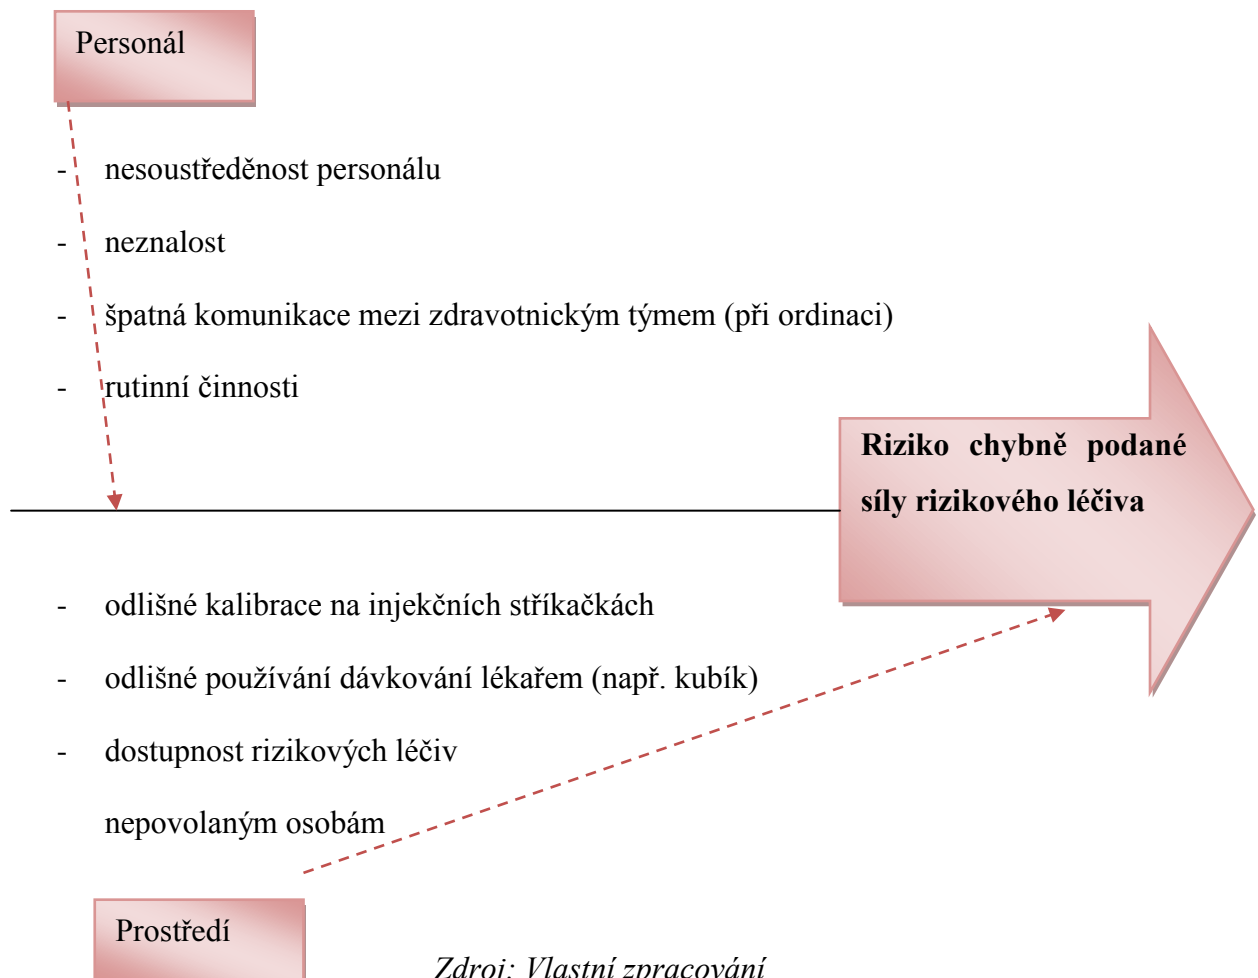 Personál
- nesoustředěnost personálu
- neznalost
- špatná komunikace mezi zdravotnickým týmem (při ordinaci)
- rutinní činnosti
Riziko chybně podané
síly rizikového léčiva
- odlišné kalibrace na injekčních stříkačkách
- odlišné používání dávkování lékařem (např. kubík)
- dostupnost rizikových léčiv
nepovolaným osobám
Prostředí
Zdroj: Vlastní zpracování